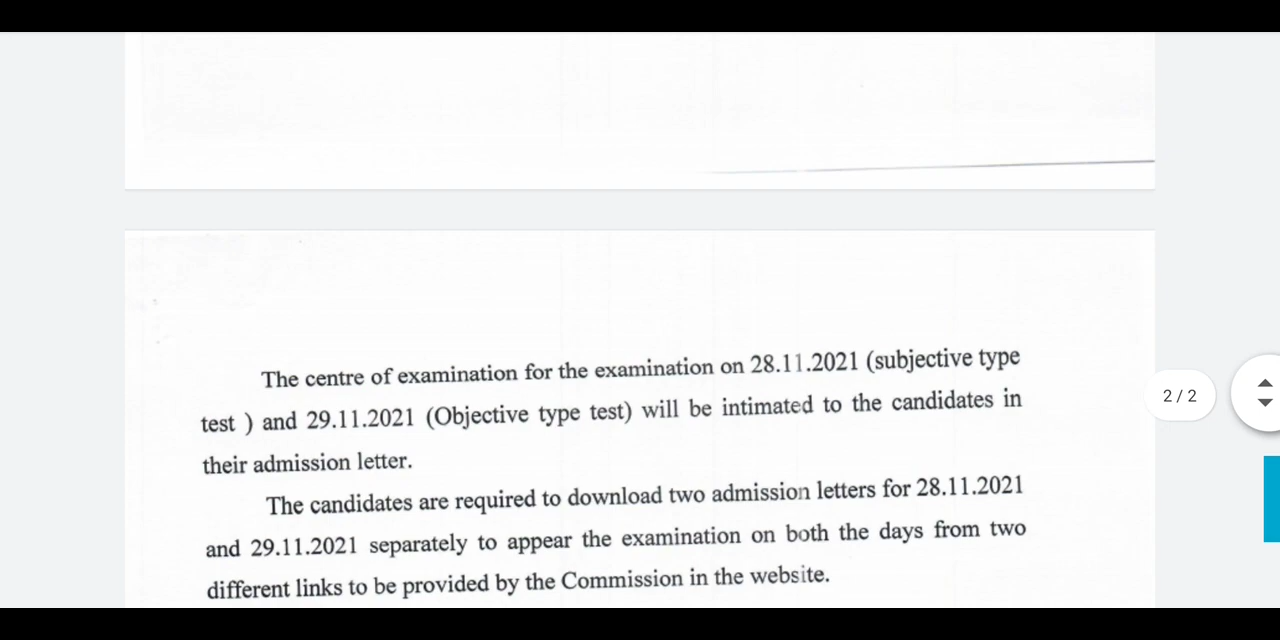 The centre of examination for the examination on 28.11.2021 (subjective type
test ) and 29.11.2021 (Objective type test) will be intimated to the candidates in
their admission letter.
The candidates are required to download two admission letters for 28.11.2021
and 29.11.2021 separately to appear the examination on both the days from two
different links to be provided by the Commission in the website.
2 / 2